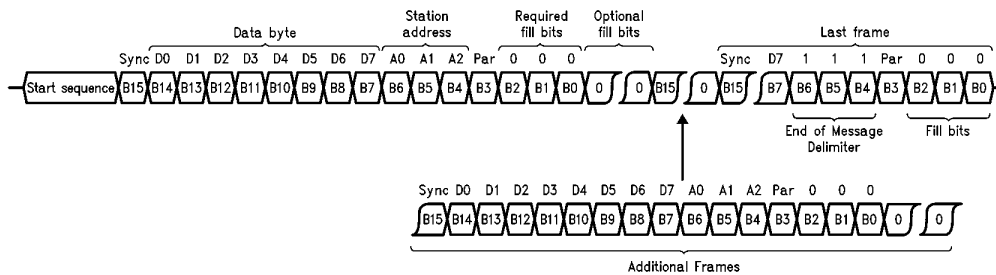 Station Required Optional
Data byte address fill bits fill bits Last frame
Sync D0 D1 D2 D3 D4 D5 D6 D7 A0 A1 A2 Par 0 0 0 Sync D7 1 1 1 Par 0 0 0
Start sequence B15 B14 B13 B12 B11 B10 B9 B8 B7 B6 B5 B4 B3 B2 B1 B0 0 0 B15 0 B15 B7 B6 B5 B4 B3 B2 B1 B0
End of Message Fill bits
Delimiter
Sync D0 D1 D2 D3 D4 D5 D6 D7 A0 A1 A2 Par 0 0 0
B15 B14 B13 B12 B11 B10 B9 B8 B7 B6 B5 B4 B3 B2 B1 B0 0 0
Additional Frames